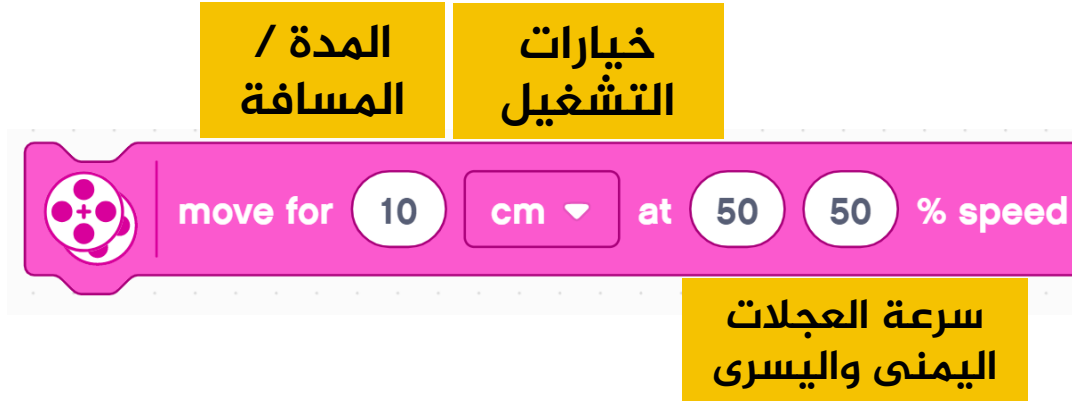 المدة /
المسافة
خيارات
التشغيل
move for 10 cm at 50 50 % speed
سرعة العجلات
اليمنى واليسرى